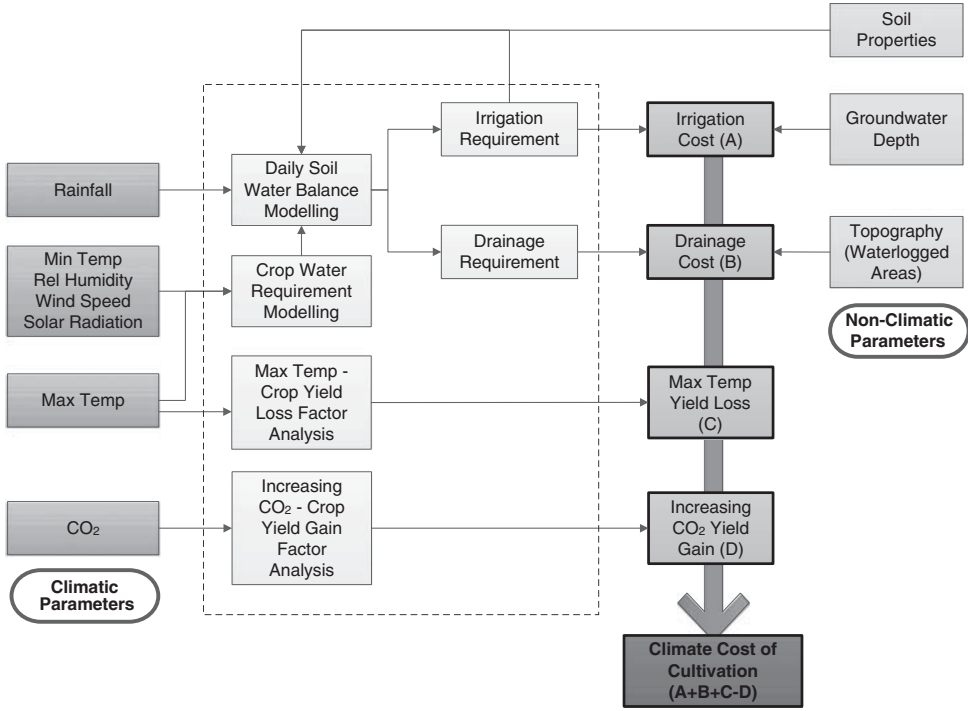 Soil
Properties
Irrigation
Requirement
Irrigation
Cost (A)
Groundwater
Depth
Rainfall
Daily Soil
Water Balance
Modelling
Drainage
Requirement
Drainage
Cost (B)
Topography
(Waterlogged
Areas)
Min Temp
Rel Humidity
Wind Speed
Solar Radiation
Crop Water
Requirement
Modelling
Non-Climatic
Parameters
Max Temp
Max Temp -
Crop Yield
Loss Factor
Analysis
Max Temp
Yield Loss
(C)
CO₂
Increasing
CO₂ - Crop
Yield Gain
Factor
Analysis
Increasing
CO₂ Yield
Gain (D)
Climatic
Parameters
Climate Cost of
Cultivation
(A+B+C-D)